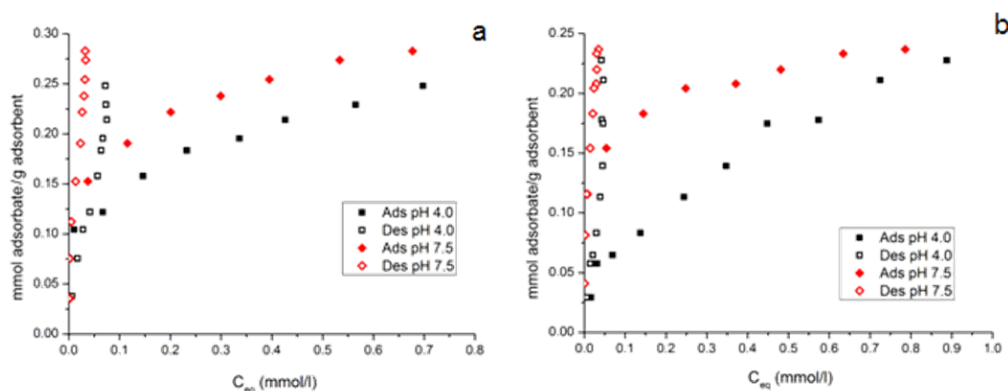 a
0.30
0.25
0.20
0.15
0.10
0.05
0.00
mmol adsorbate/g adsorbent
Ads pH 4.0
Des pH 4.0
Ads pH 7.5
Des pH 7.5
0.0 0.1 0.2 0.3 0.4 0.5 0.6 0.7 0.8
Ceq (mmol/l)
b
0.25
0.20
0.15
0.10
0.05
0.00
mmol adsorbate/g adsorbent
Ads pH 4.0
Des pH 4.0
Ads pH 7.5
Des pH 7.5
0.0 0.1 0.2 0.3 0.4 0.5 0.6 0.7 0.8 0.9 1.0
Ceq (mmol/l)